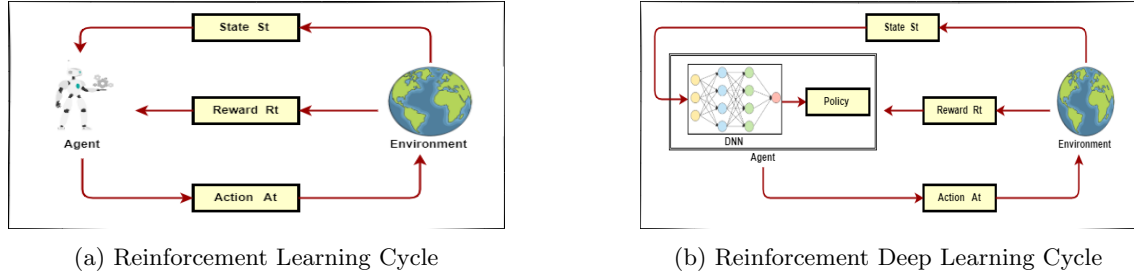 State St
Reward Rt
Agent
Environment
Action At
(a) Reinforcement Learning Cycle
State St
Policy
Reward Rt
DNN
Agent
Environment
Action At
(b) Reinforcement Deep Learning Cycle